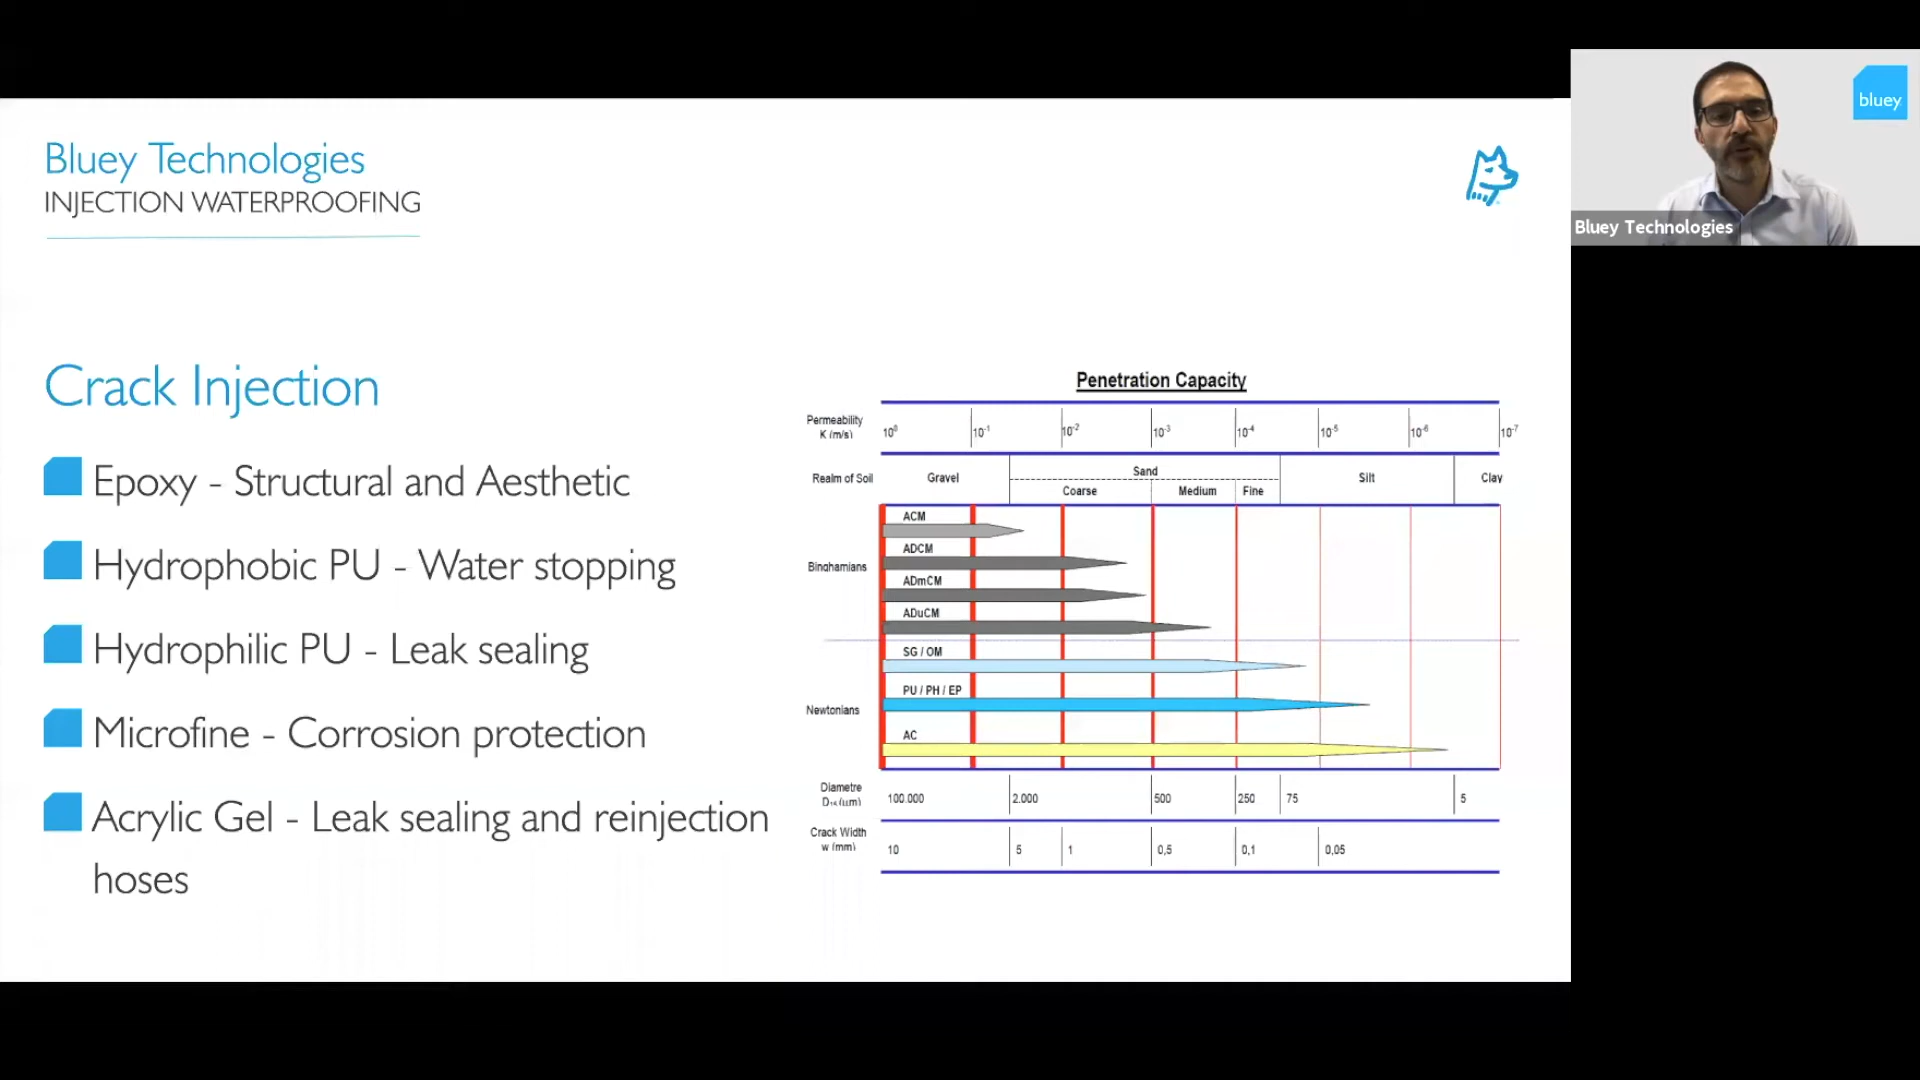 Bluey Technologies
INJECTION WATERPROOFING
bluey
Bluey Technologies
Crack Injection
Epoxy - Structural and Aesthetic
Hydrophobic PU - Water stopping
Hydrophilic PU - Leak sealing
Microfine - Corrosion protection
Acrylic Gel - Leak sealing and reinjection
hoses
Penetration Capacity
Permeability
K (m/s)
10⁰ 10⁻¹ 10⁻² 10⁻³ 10⁻⁴ 10⁻⁵ 10⁻⁶ 10⁻⁷
Realm of Soil Gravel Sand Silt Clay
Coarse Medium Fine
ACM
ADCM
Binghamians
ADmCM
ADuCM
SG / OM
PU / PH / EP
Newtonians
AC
Diametre
100.000 2.000 500 250 75 5
Crack Width
w (mm)
10 5 1 0,5 0,1 0,05